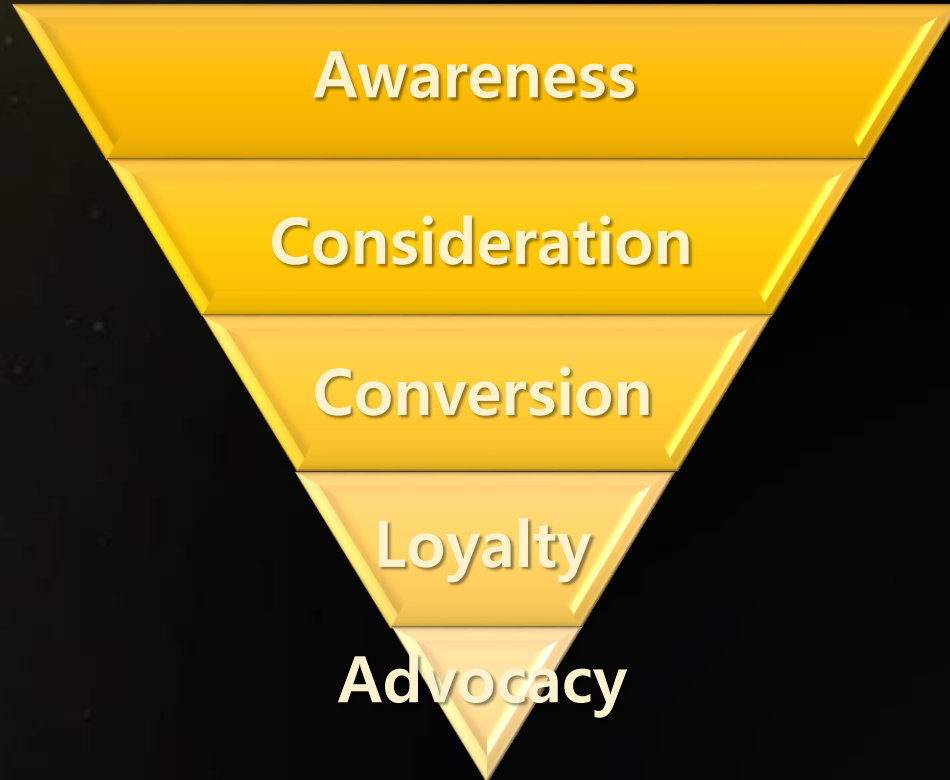 Awareness
Consideration
Conversion
Loyalty
Advocacy